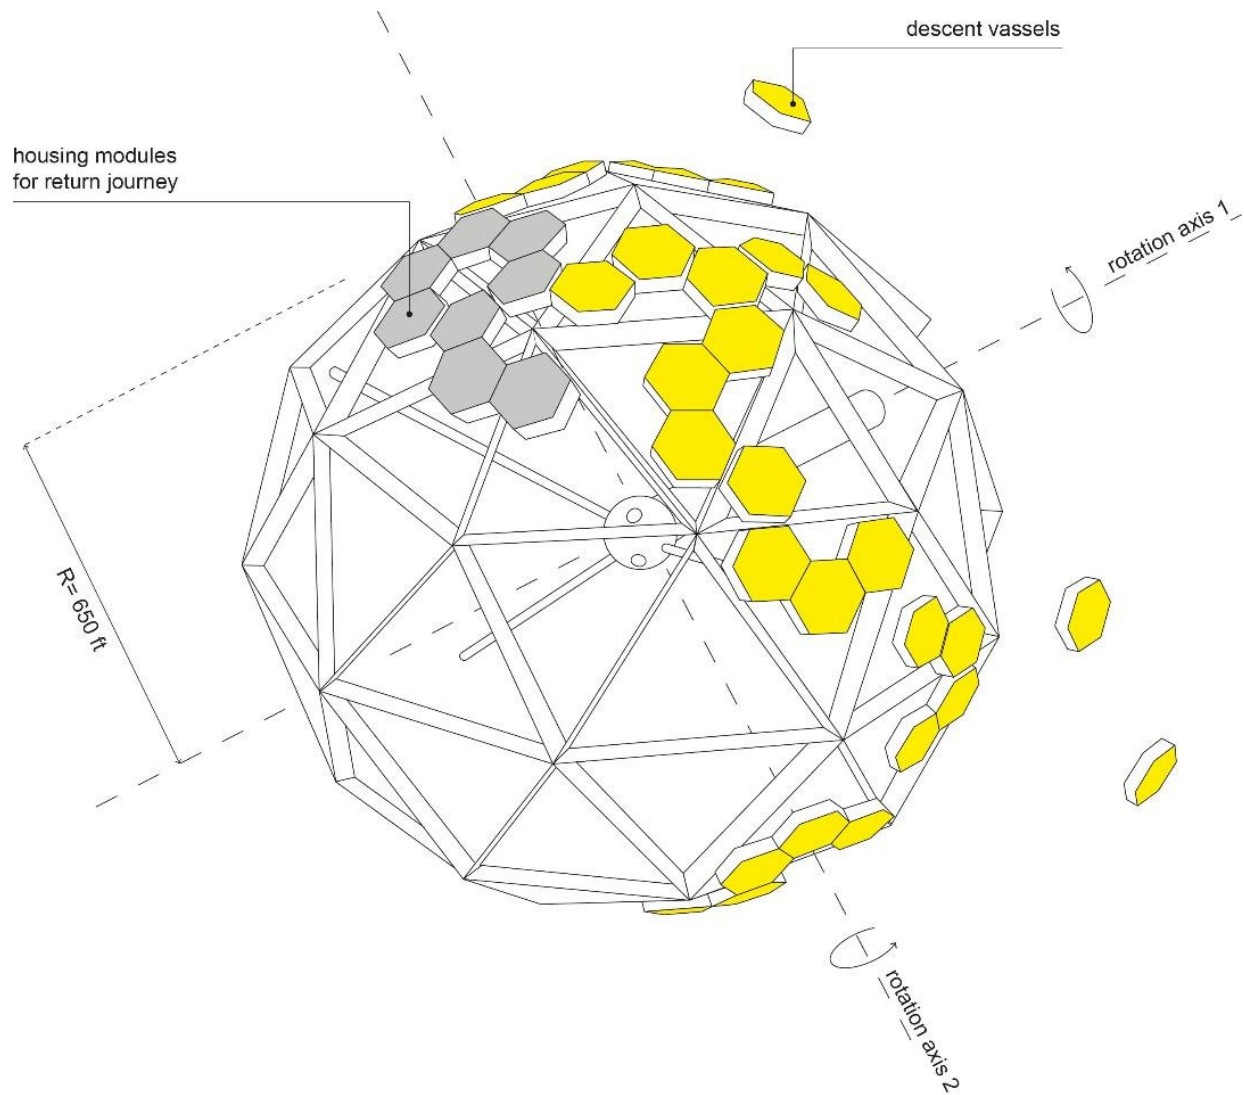 descent vassels
housing modules
for return journey
rotation axis 1
R= 650 ft
rotation axis 2